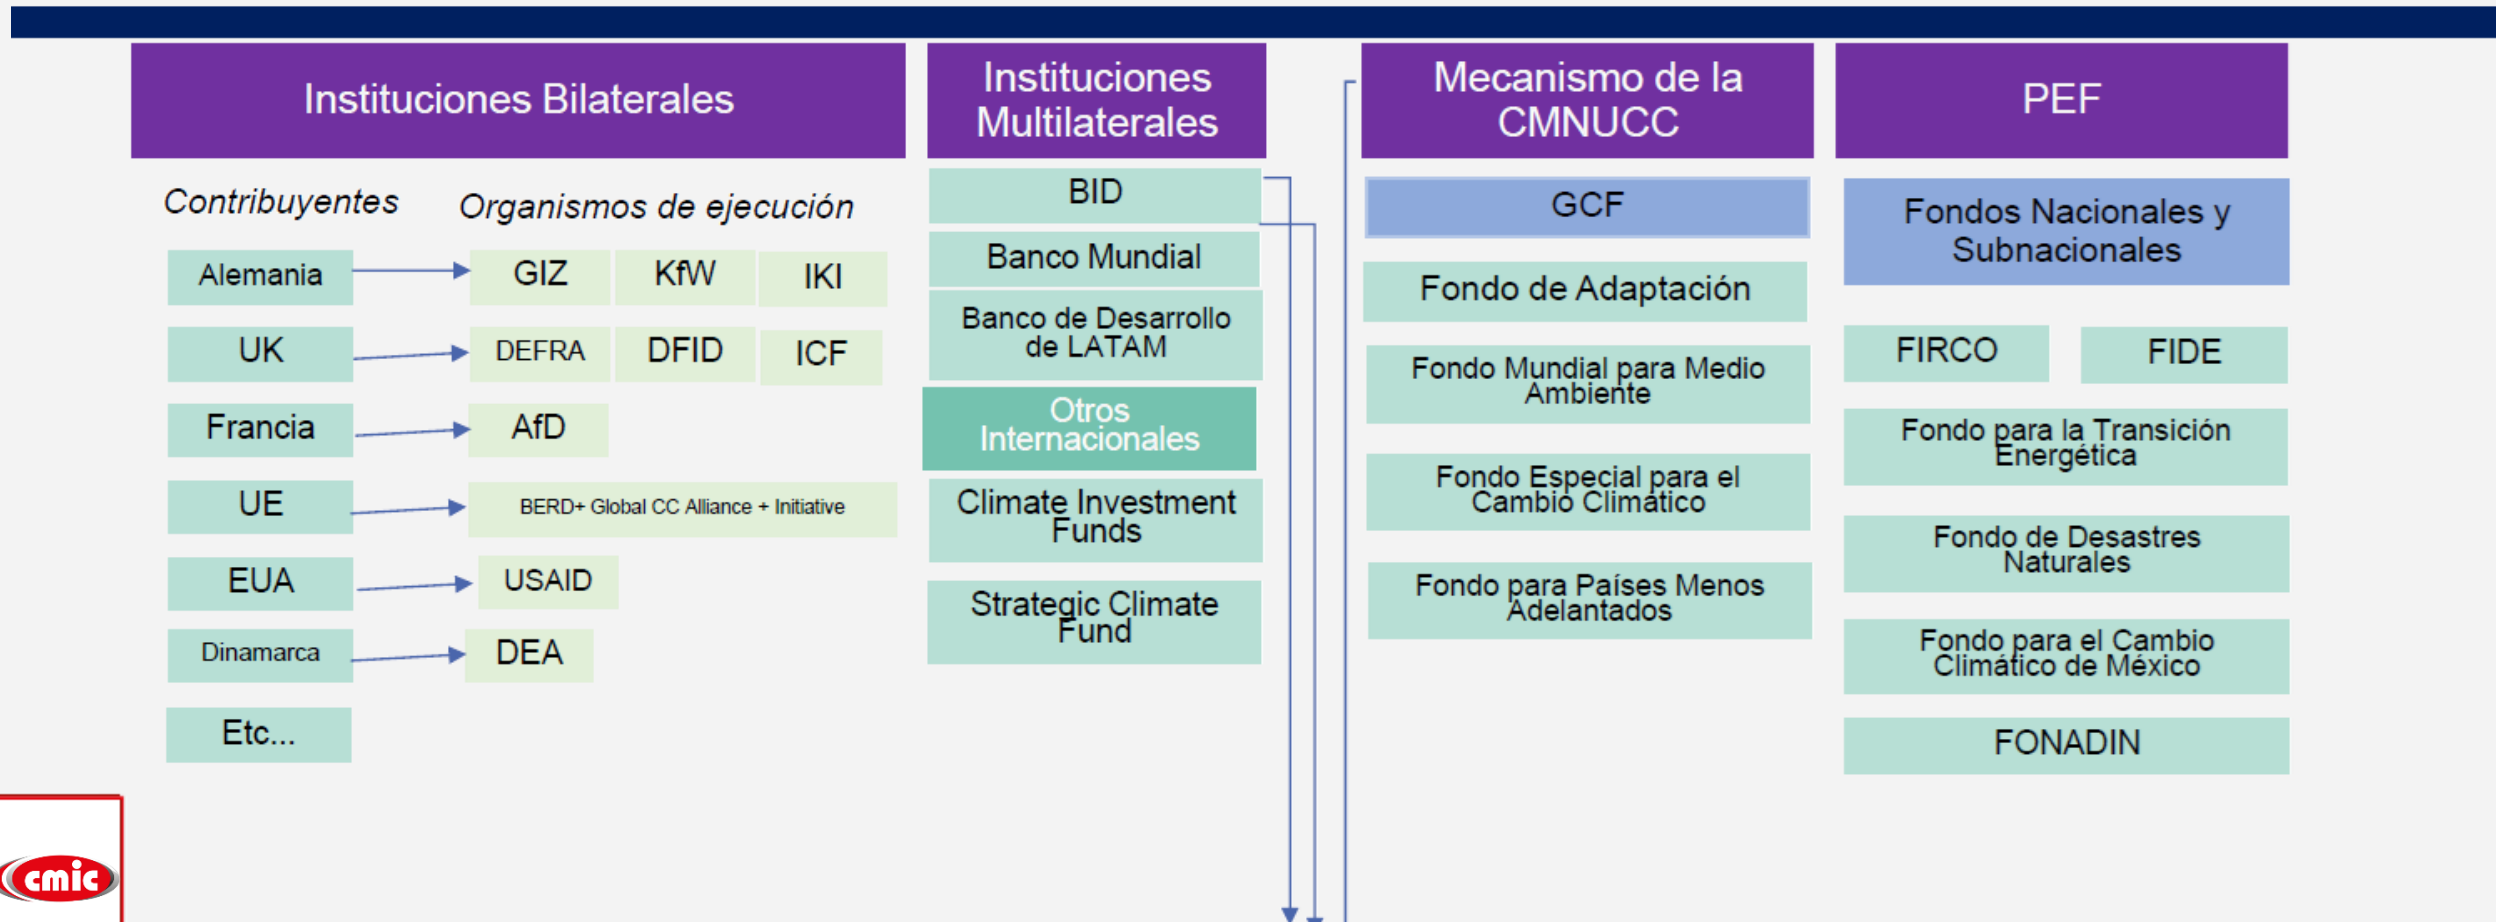 Instituciones Bilaterales
Contribuyentes
Organismos de ejecución
Alemania
GIZ
KfW
IKI
UK
DEFRA
DFID
ICF
Francia
AfD
UE
BERD+ Global CC Alliance + Initiative
EUA
USAID
Dinamarca
DEA
Etc...
Instituciones
Multilaterales
BID
Banco Mundial
Banco de Desarrollo
de LATAM
Otros
Internacionales
Climate Investment
Funds
Strategic Climate
Fund
Mecanismo de la
CMNUCC
GCF
Fondo de Adaptación
Fondo Mundial para Medio
Ambiente
Fondo Especial para el
Cambio Climático
Fondo para Países Menos
Adelantados
PEF
Fondos Nacionales y
Subnacionales
FIRCO
FIDE
Fondo para la Transición
Energética
Fondo de Desastres
Naturales
Fondo para el Cambio
Climático de México
FONADIN
cmic